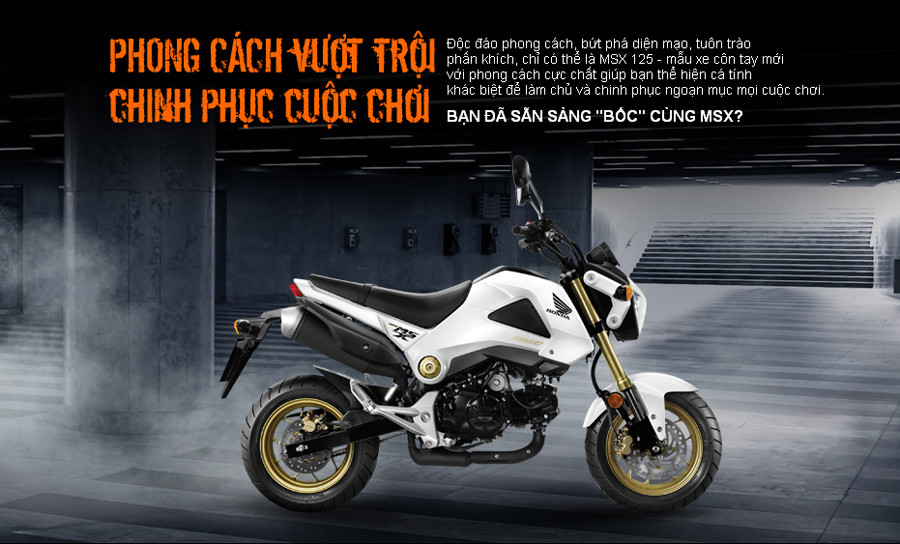 PHONG CÁCH VƯỢT TRỘI
CHINH PHỤC CUỘC CHƠI
Độc đáo phong cách, bứt phá diện mạo, tuôn trào
phấn khích, chỉ có thể là MSX 125 - mẫu xe côn tay mới
với phong cách cực chất giúp bạn thể hiện cá tính
khác biệt để làm chủ và chinh phục ngoạn mục mọi cuộc chơi.
BẠN ĐÃ SẴN SÀNG "BỐC" CÙNG MSX?
HONDA
MSX